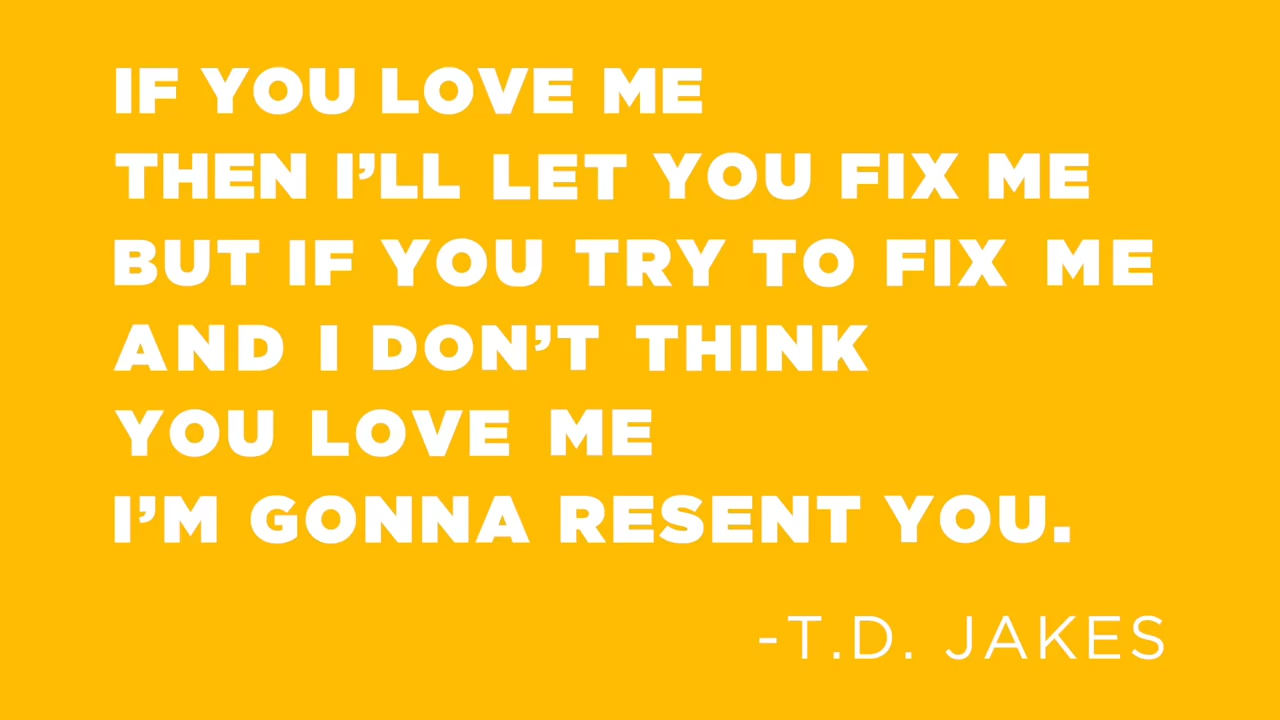 IF YOU LOVE ME
THEN I’LL LET YOU FIX ME
BUT IF YOU TRY TO FIX ME
AND I DON’T THINK
YOU LOVE ME
I’M GONNA RESENT YOU.
-T.D. JAKES